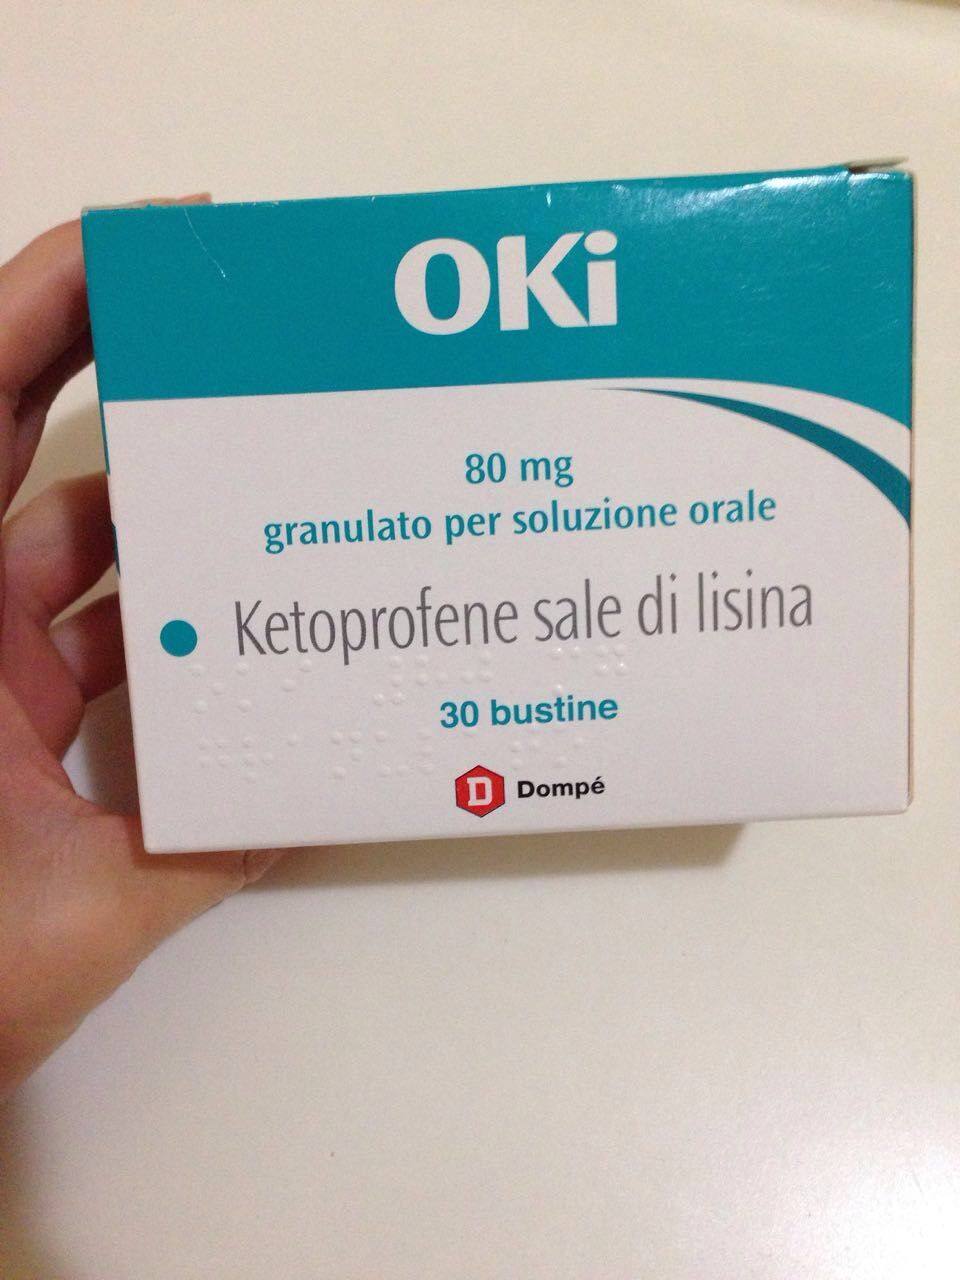 OKi
80 mg
granulato per soluzione orale
Ketoprofene sale di lisina
30 bustine
D Dompé